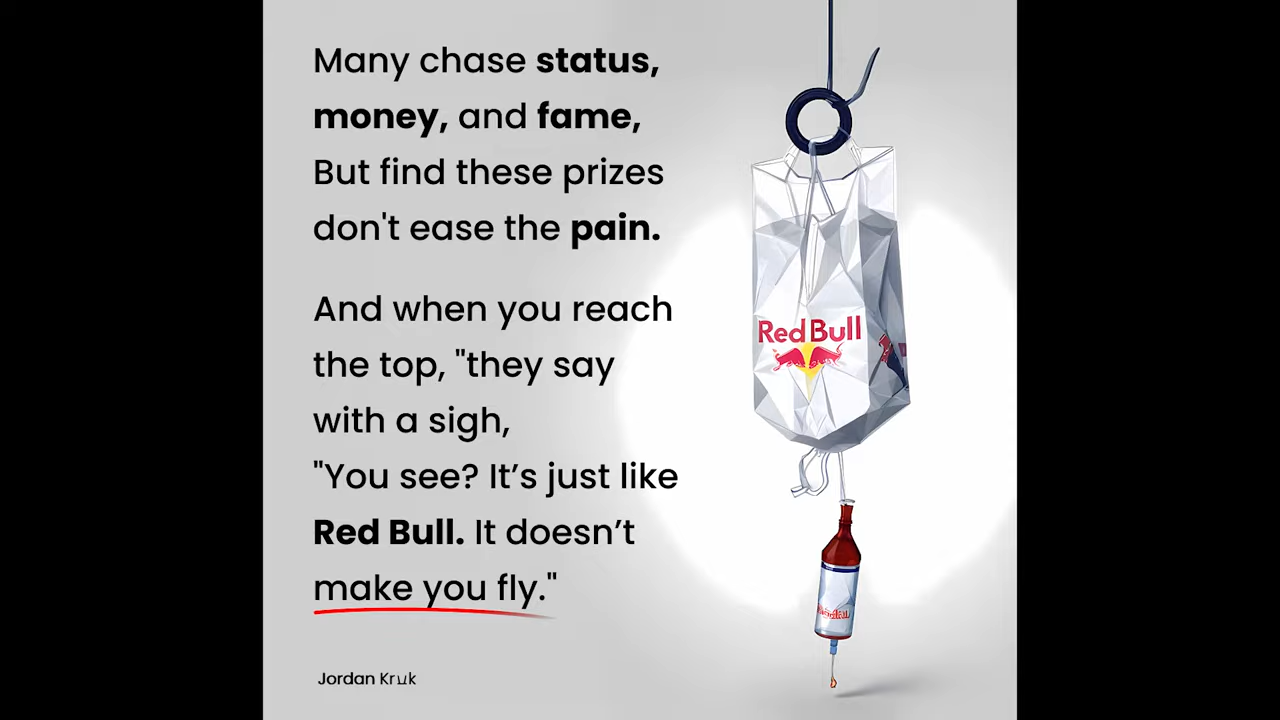 Many chase status,
money, and fame,
But find these prizes
don't ease the pain.
And when you reach
the top, "they say
with a sigh,
"You see? It’s just like
Red Bull. It doesn’t
make you fly."
Jordan Kruk
Red Bull